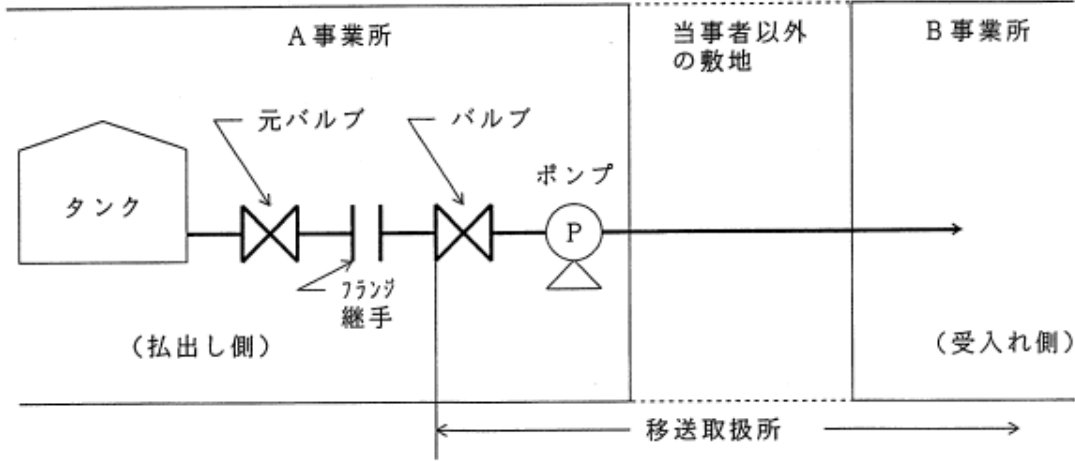 A事業所
当事者以外
の敷地
B事業所
元バルブ
バルブ
ポンプ
タンク
P
フランジ
継手
(払出し側)
(受入れ側)
移送取扱所